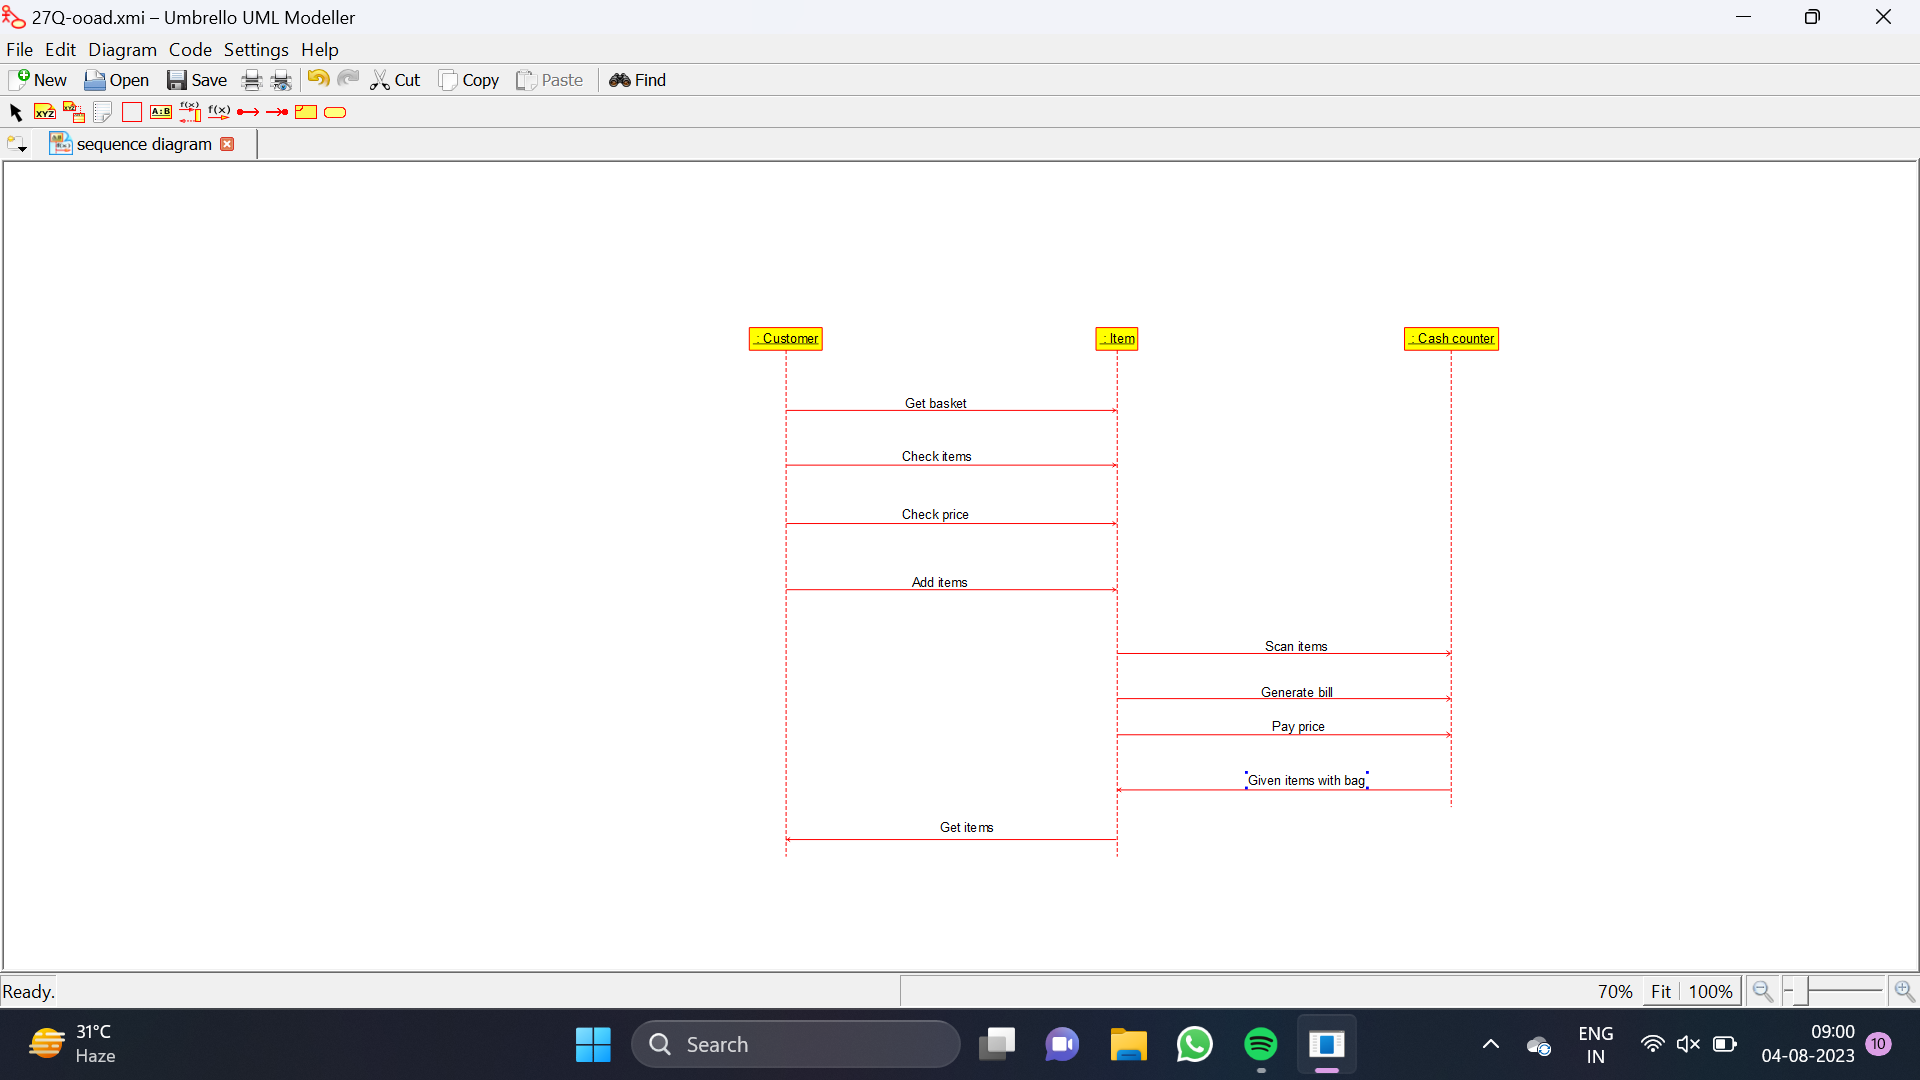 27Q-ooad.xmi – Umbrello UML Modeller
File Edit Diagram Code Settings Help
New Open Save Cut Copy Paste Find
XYZ XYZ A:B f(x) f(x)
sequence diagram
: Customer : Item : Cash counter
Get basket
Check items
Check price
Add items
Scan items
Generate bill
Pay price
Given items with bag
Get items
Ready. 70% Fit 100%
31°C
Haze
Search
ENG
IN
09:00
04-08-2023
10